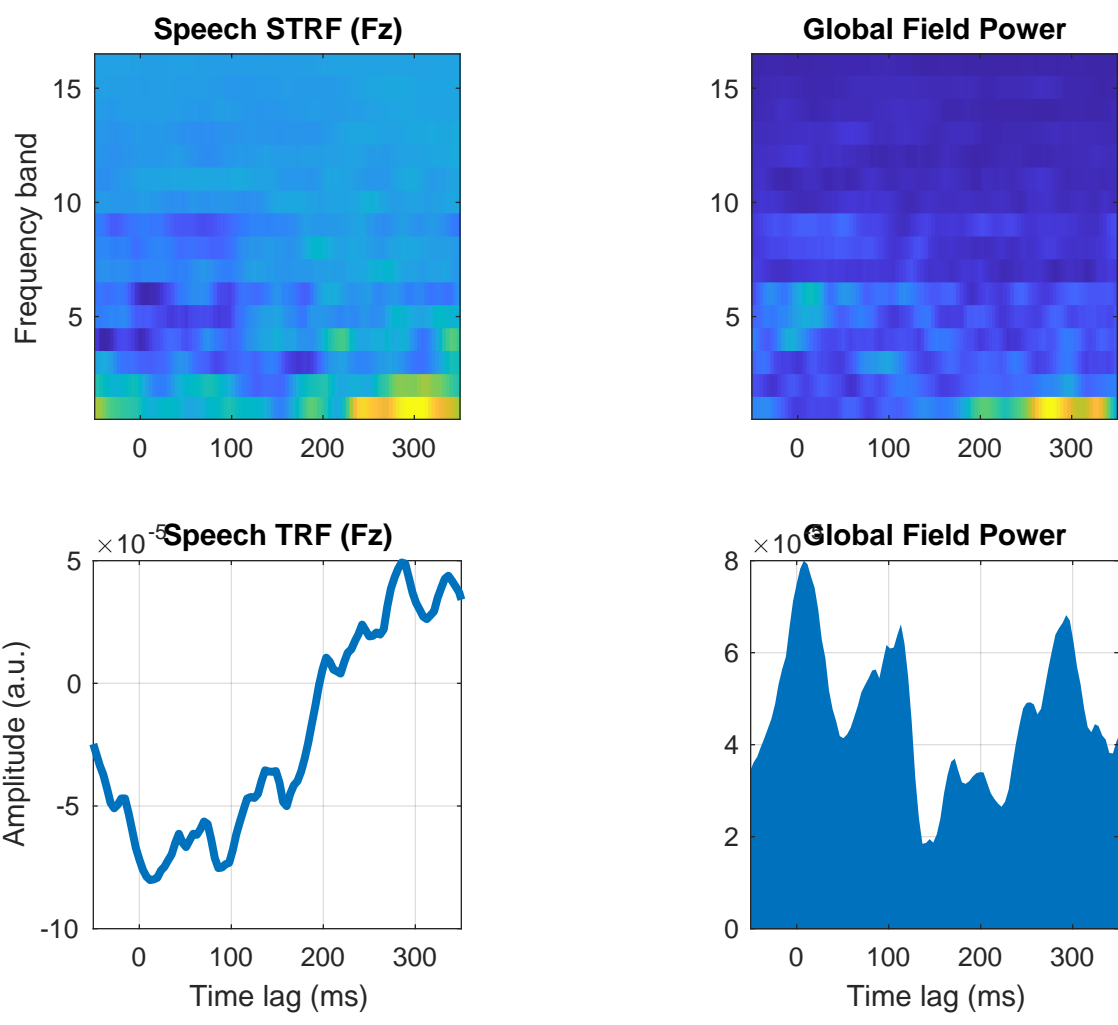 Speech STRF (Fz)
Global Field Power
Frequency band
15
10
5
0 100 200 300
15
10
5
0 100 200 300
×10⁻⁵
Speech TRF (Fz)
×10
Global Field Power
Amplitude (a.u.)
5
0
-5
-10
0 100 200 300
Time lag (ms)
8
6
4
2
0
0 100 200 300
Time lag (ms)